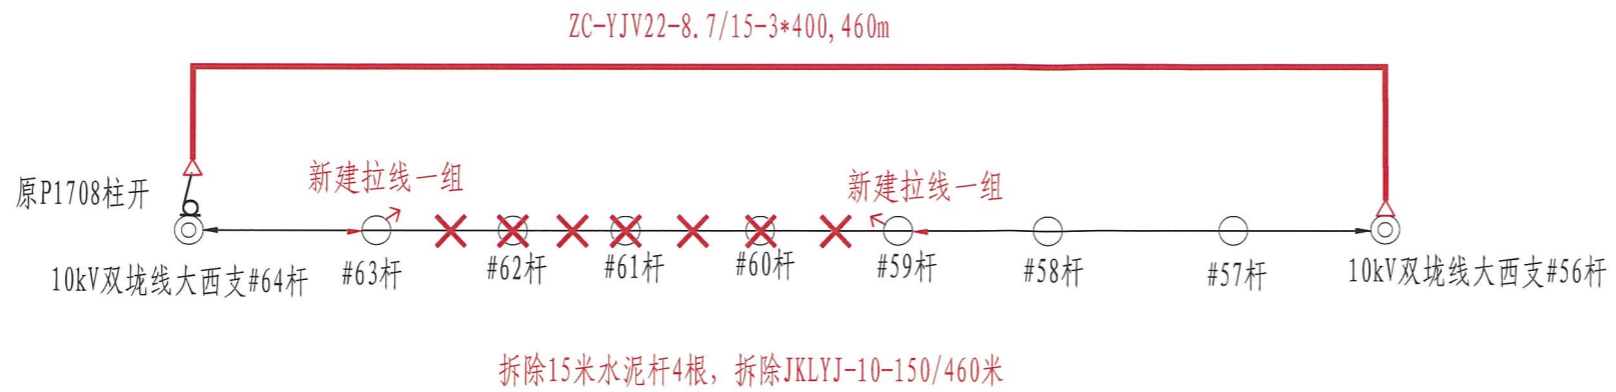 ZC-YJV22-8.7/15-3*400,460m
新建拉线一组
新建拉线一组
原P1708柱开
10kV双垅线大西支#64杆
#63杆
#62杆
#61杆
#60杆
#59杆
#58杆
#57杆
10kV双垅线大西支#56杆
拆除15米水泥杆4根，拆除JKLYJ-10-150/460米